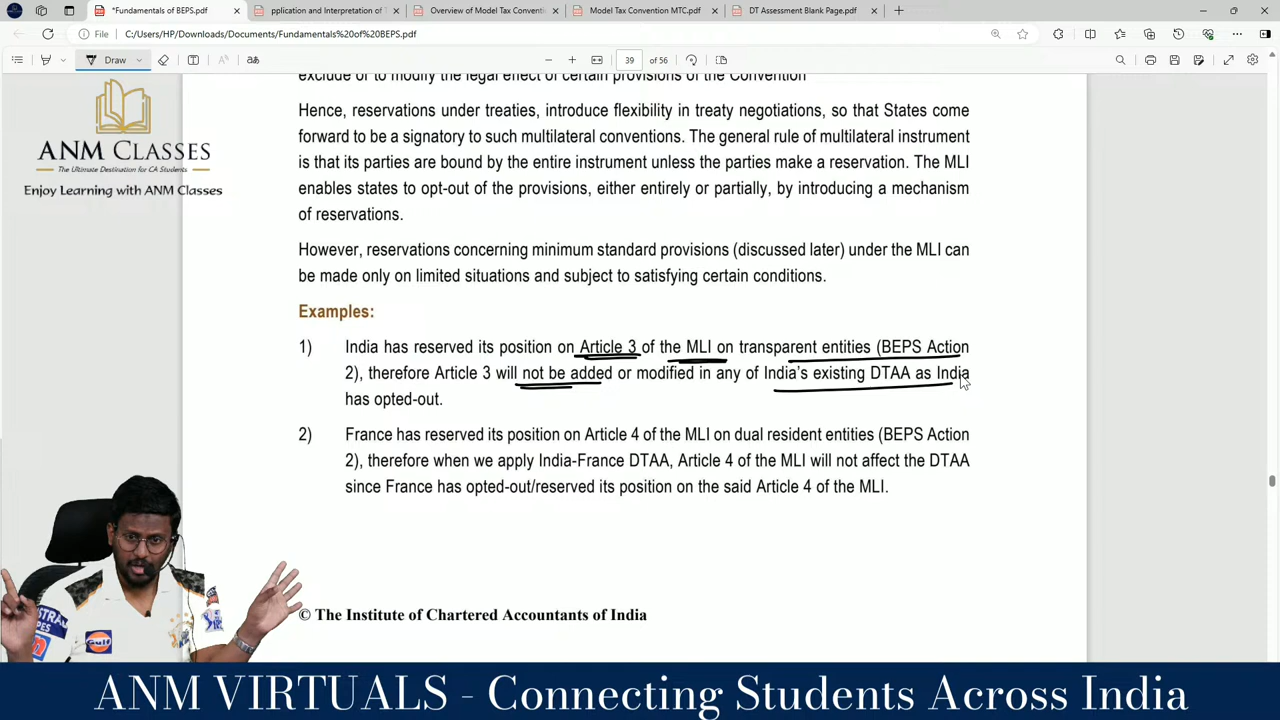 *Fundamentals of BEPS.pdf
pplication and Interpretation of T
Overview of Model Tax Conventi
Model Tax Convention MTC.pdf
DT Assessment Blank Page.pdf
File
C:/Users/HP/Downloads/Documents/Fundamentals%20of%20BEPS.pdf
Draw
39
of 56
exclude or to modify the legal effect of certain provisions of the Convention
Hence, reservations under treaties, introduce flexibility in treaty negotiations, so that States come
forward to be a signatory to such multilateral conventions. The general rule of multilateral instrument
is that its parties are bound by the entire instrument unless the parties make a reservation. The MLI
enables states to opt-out of the provisions, either entirely or partially, by introducing a mechanism
of reservations.
However, reservations concerning minimum standard provisions (discussed later) under the MLI can
be made only on limited situations and subject to satisfying certain conditions.
Examples:
1) India has reserved its position on Article 3 of the MLI on transparent entities (BEPS Action
2), therefore Article 3 will not be added or modified in any of India's existing DTAA as India
has opted-out.
2) France has reserved its position on Article 4 of the MLI on dual resident entities (BEPS Action
2), therefore when we apply India-France DTAA, Article 4 of the MLI will not affect the DTAA
since France has opted-out/reserved its position on the said Article 4 of the MLI.
© The Institute of Chartered Accountants of India
ANM CLASSES
The Ultimate Destination for CA Students
Enjoy Learning with ANM Classes
Gulf
ANM VIRTUALS - Connecting Students Across India